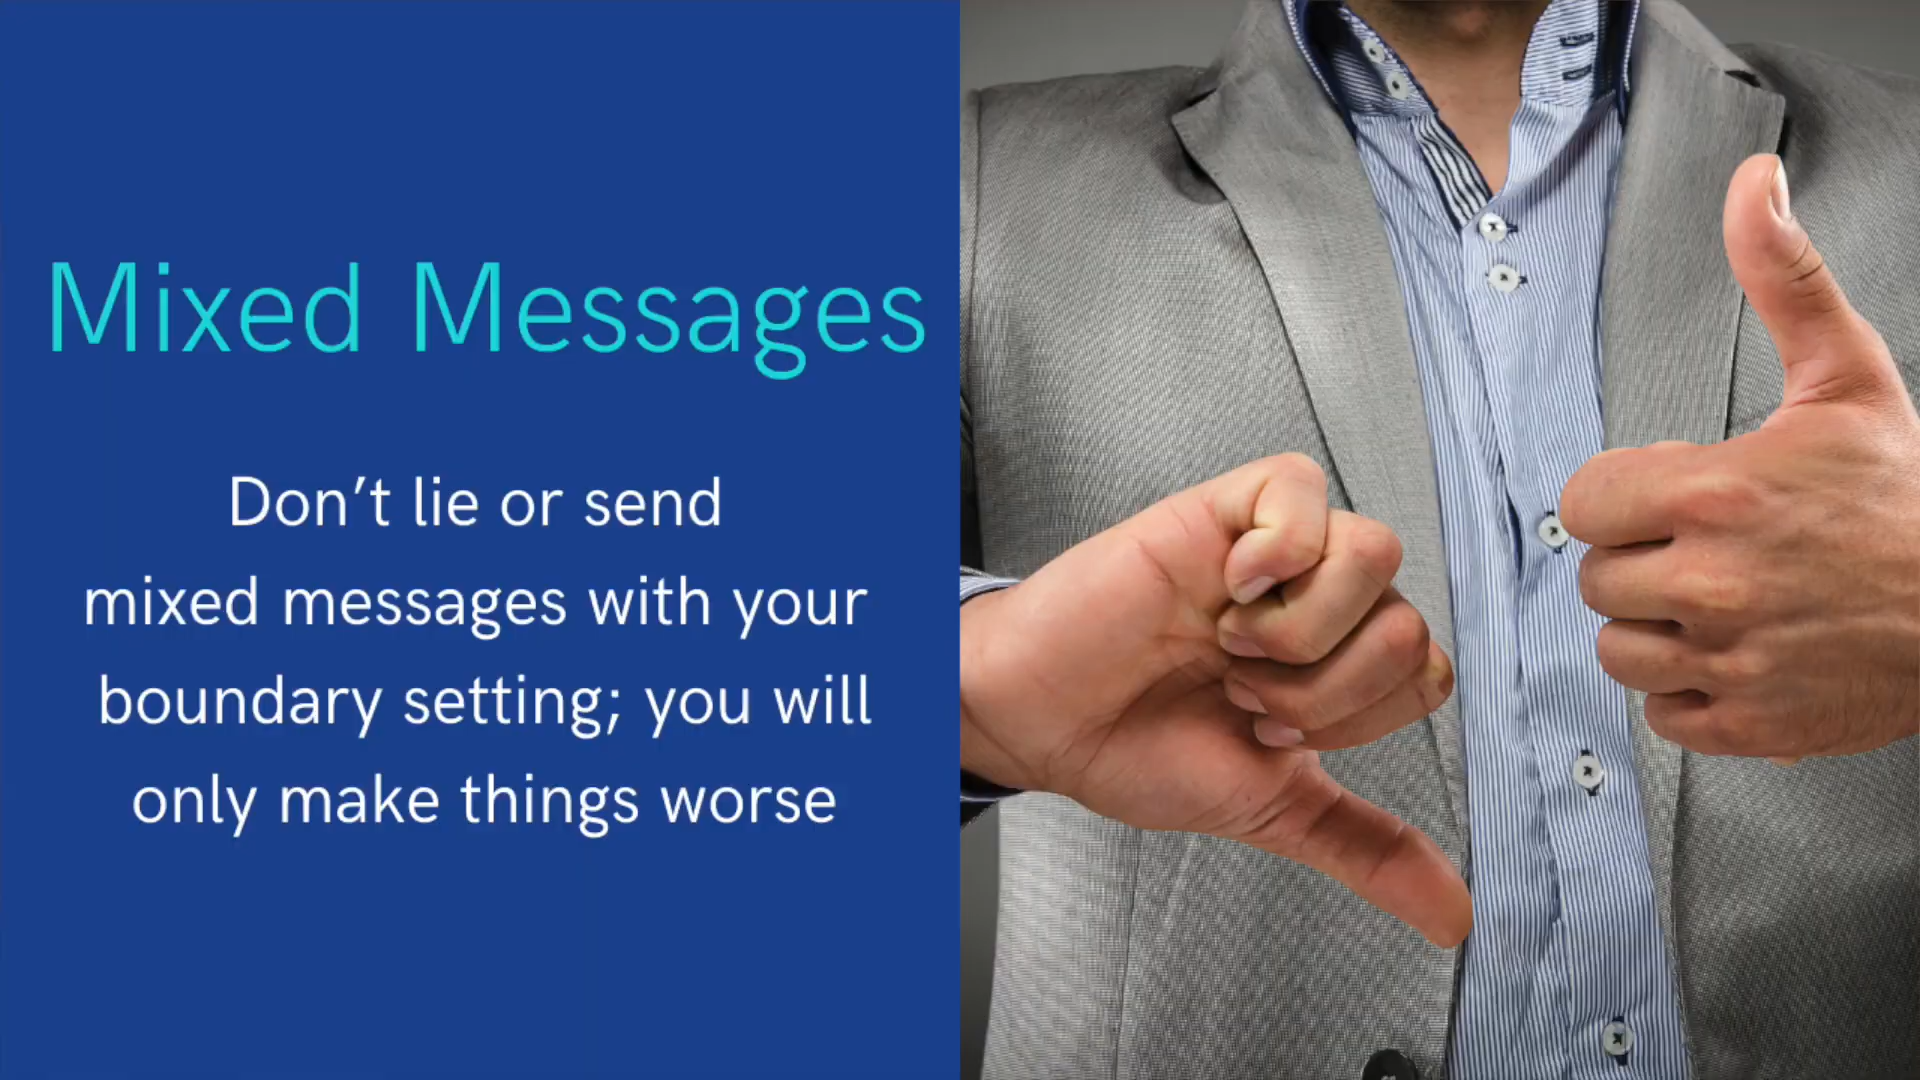 Mixed Messages
Don’t lie or send
mixed messages with your
boundary setting; you will
only make things worse